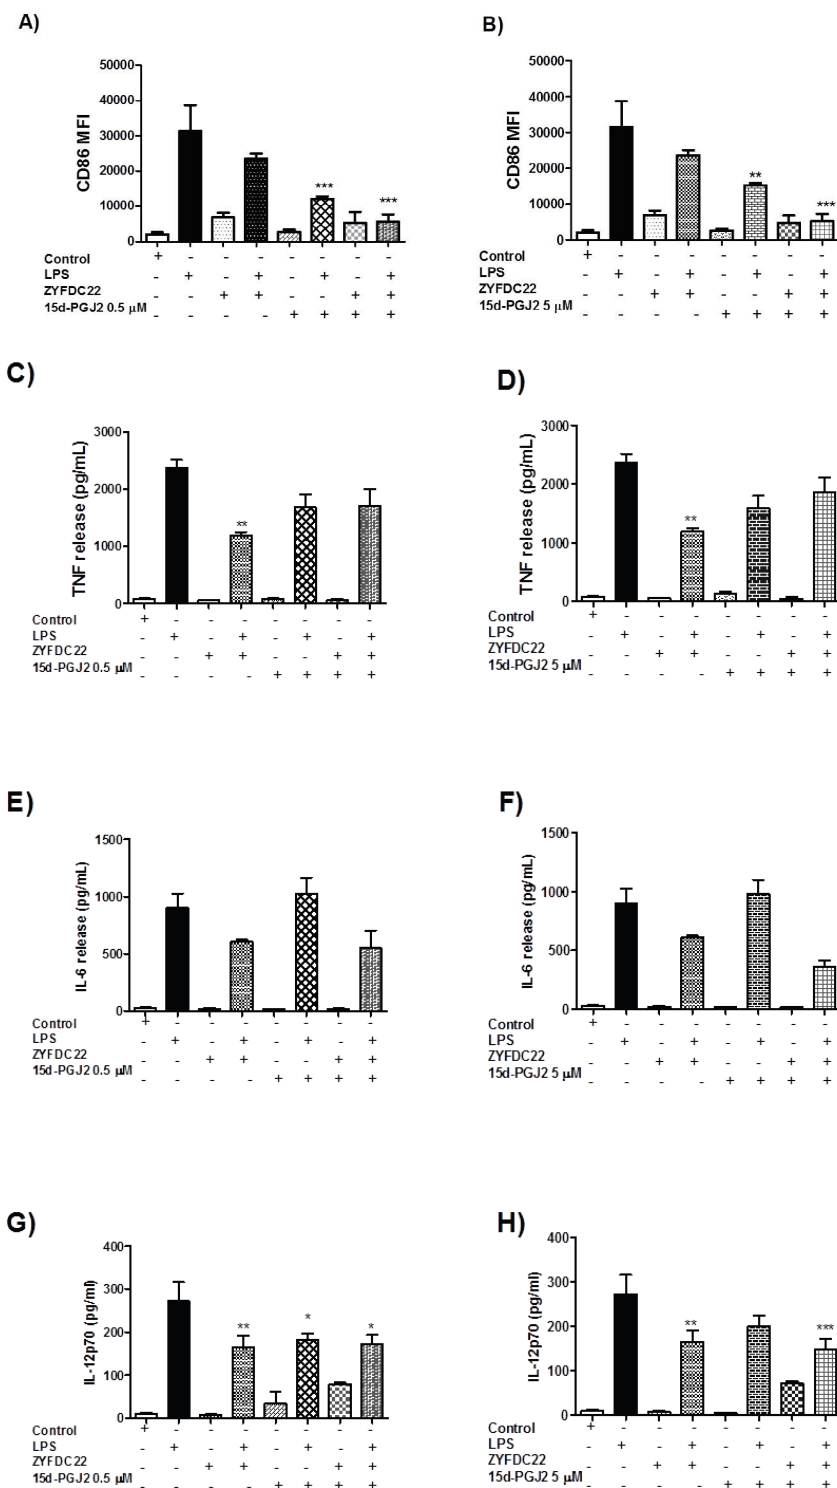 A)
CD86 MFI
50000
40000
30000
20000
10000
0
***
***
Control + - - - - - - -
LPS - + - + - + - +
ZYFDC22 - - + + - - + +
15d-PGJ2 0.5 μM - - - - + + + +
B)
CD86 MFI
50000
40000
30000
20000
10000
0
**
***
Control + - - - - - - -
LPS - + - + - + - +
ZYFDC22 - - + + - - + +
15d-PGJ2 5 μM - - - - + + + +
C)
TNF release (pg/mL)
3000
2000
1000
0
**
Control + - - - - - - -
LPS - + - + - + - +
ZYFDC22 - - + + - - + +
15d-PGJ2 0.5 μM - - - - + + + +
D)
TNF release (pg/mL)
3000
2000
1000
0
**
Control + - - - - - - -
LPS - + - + - + - +
ZYFDC22 - - + + - - + +
15d-PGJ2 5 μM - - - - + + + +
E)
IL-6 release (pg/mL)
1500
1000
500
0
Control + - - - - - - -
LPS - + - + - + - +
ZYFDC22 - - + + - - + +
15d-PGJ2 0.5 μM - - - - + + + +
F)
IL-6 release (pg/mL)
1500
1000
500
0
Control + - - - - - - -
LPS - + - + - + - +
ZYFDC22 - - + + - - + +
15d-PGJ2 5 μM - - - - + + + +
G)
IL-12p70 (pg/ml)
400
300
200
100
0
**
*
*
Control + - - - - - - -
LPS - + - + - + - +
ZYFDC22 - - + + - - + +
15d-PGJ2 0.5 μM - - - - + + + +
H)
IL-12p70 (pg/ml)
400
300
200
100
0
**
***
Control + - - - - - - -
LPS - + - + - + - +
ZYFDC22 - - + + - - + +
15d-PGJ2 5 μM - - - - + + + +